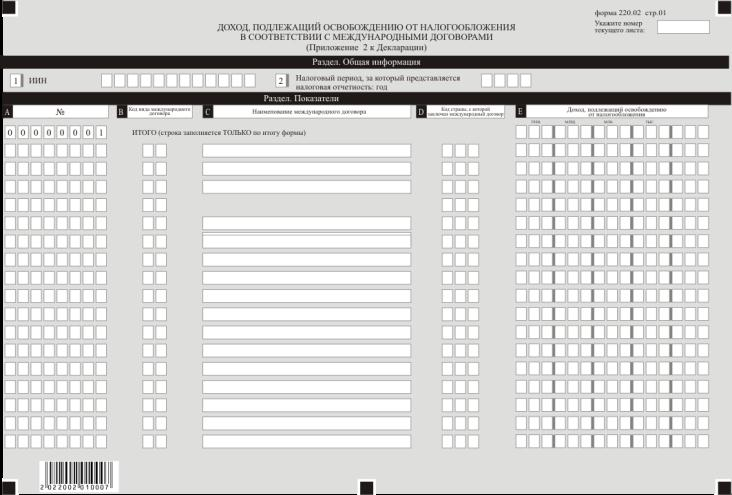 форма 220.02 стр.01
Укажите номер
текущего листа:
ДОХОД, ПОДЛЕЖАЩИЙ ОСВОБОЖДЕНИЮ ОТ НАЛОГООБЛОЖЕНИЯ
В СООТВЕТСТВИИ С МЕЖДУНАРОДНЫМИ ДОГОВОРАМИ
(Приложение 2 к Декларации)
Раздел. Общая информация
1 ИИН 2 Налоговый период, за который представляется
налоговая отчетность: год
Раздел. Показатели
A № B Код вида международного
договора C Наименование международного договора D Код страны, с которой
заключен международный договор E Доход, подлежащий освобождению
от налогообложения
трлн. млрд. млн. тыс.
0 0 0 0 0 0 0 1 ИТОГО (строка заполняется ТОЛЬКО по итогу формы)
2 022002 010007